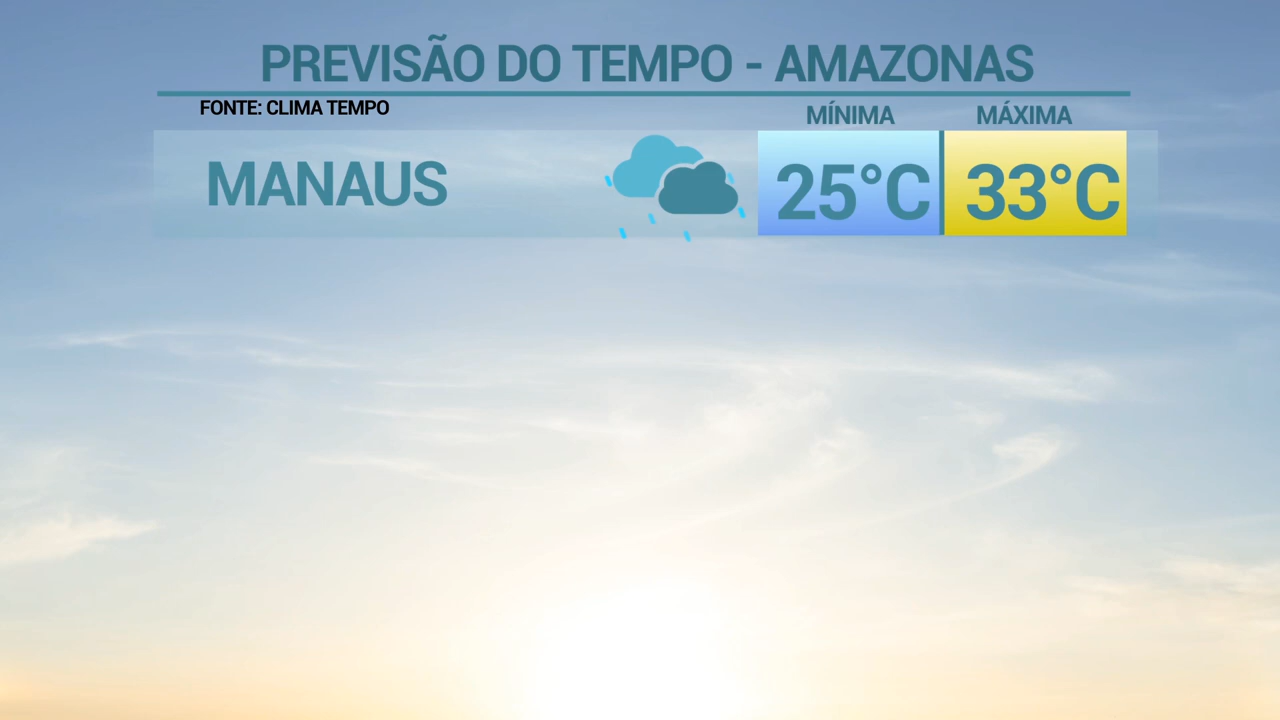 PREVISÃO DO TEMPO - AMAZONAS
FONTE: CLIMA TEMPO
MÍNIMA MÁXIMA
MANAUS 25°C 33°C